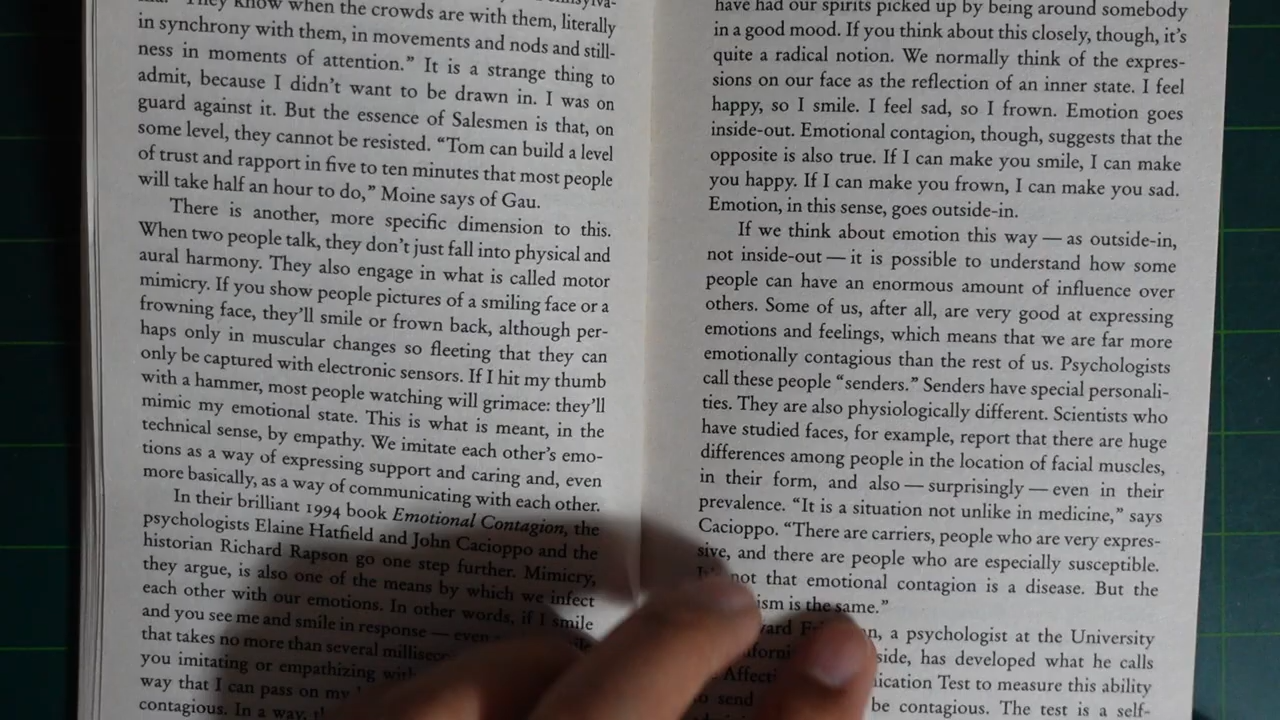 They know when the crowds are with them, literally
in synchrony with them, in movements and nods and still-
ness in moments of attention.” It is a strange thing to
admit, because I didn’t want to be drawn in. I was on
guard against it. But the essence of Salesmen is that, on
some level, they cannot be resisted. “Tom can build a level
of trust and rapport in five to ten minutes that most people
will take half an hour to do,” Moine says of Gau.
There is another, more specific dimension to this.
When two people talk, they don’t just fall into physical and
aural harmony. They also engage in what is called motor
mimicry. If you show people pictures of a smiling face or a
frowning face, they’ll smile or frown back, although per-
haps only in muscular changes so fleeting that they can
only be captured with electronic sensors. If I hit my thumb
with a hammer, most people watching will grimace: they’ll
mimic my emotional state. This is what is meant, in the
technical sense, by empathy. We imitate each other’s emo-
tions as a way of expressing support and caring and, even
more basically, as a way of communicating with each other.
In their brilliant 1994 book Emotional Contagion, the
psychologists Elaine Hatfield and John Cacioppo and the
historian Richard Rapson go one step further. Mimicry,
they argue, is also one of the means by which we infect
each other with our emotions. In other words, if I smile
and you see me and smile in response — even
that takes no more than several
you imitating or empathizing with
way that I can pass on my
contagious. In a way,
have had our spirits picked up by being around somebody
in a good mood. If you think about this closely, though, it’s
quite a radical notion. We normally think of the expres-
sions on our face as the reflection of an inner state. I feel
happy, so I smile. I feel sad, so I frown. Emotion goes
inside-out. Emotional contagion, though, suggests that the
opposite is also true. If I can make you smile, I can make
you happy. If I can make you frown, I can make you sad.
Emotion, in this sense, goes outside-in.
If we think about emotion this way — as outside-in,
not inside-out — it is possible to understand how some
people can have an enormous amount of influence over
others. Some of us, after all, are very good at expressing
emotions and feelings, which means that we are far more
emotionally contagious than the rest of us. Psychologists
call these people “senders.” Senders have special personali-
ties. They are also physiologically different. Scientists who
have studied faces, for example, report that there are huge
differences among people in the location of facial muscles,
in their form, and also — surprisingly — even in their
prevalence. “It is a situation not unlike in medicine,” says
Cacioppo. “There are carriers, people who are very expres-
sive, and there are people who are especially susceptible.
It’s not that emotional contagion is a disease. But the
is the same.”
a psychologist at the University
has developed what he calls
Test to measure this ability
send be contagious. The test is a self-